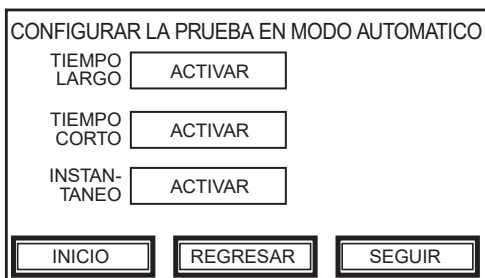 CONFIGURAR LA PRUEBA EN MODO AUTOMATICO
TIEMPO
LARGO
ACTIVAR
TIEMPO
CORTO
ACTIVAR
INSTAN-
TANEO
ACTIVAR
INICIO
REGRESAR
SEGUIR